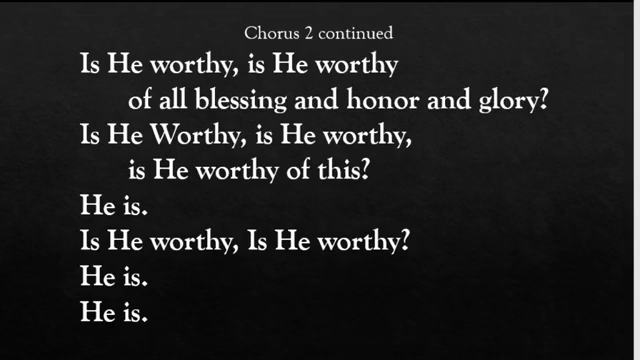 Chorus 2 continued
Is He worthy, is He worthy
of all blessing and honor and glory?
Is He Worthy, is He worthy,
is He worthy of this?
He is.
Is He worthy, Is He worthy?
He is.
He is.